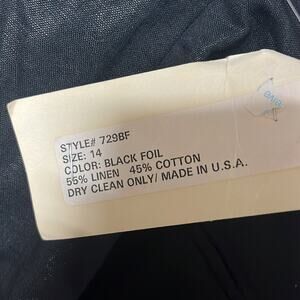 STYLE# 729BF
SIZE: 14
COLOR: BLACK FOIL
55% LINEN 45% COTTON
DRY CLEAN ONLY/ MADE IN U.S.A.